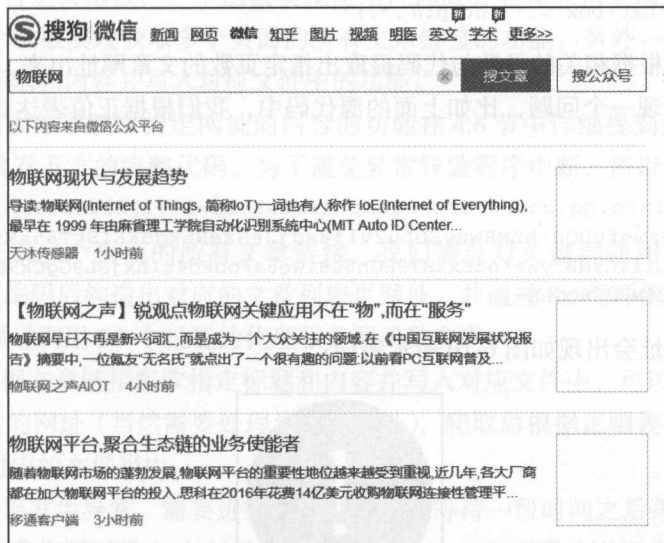 搜狗 微信 新闻 网页 微信 知乎 图片 视频 明医 英文 学术 更多>>
物联网 搜文章 搜公众号
以下内容来自微信公众平台
物联网现状与发展趋势
导读:物联网(Internet of Things, 简称IoT)一词也有人称作 IoE(Internet of Everything),
最早在 1999 年由麻省理工学院自动化识别系统中心(MIT Auto ID Center...
天沐传感器 1小时前
【物联网之声】锐观点物联网关键应用不在“物”,而在“服务”
物联网早已不再是新兴词汇,而是成为一个大众关注的领域.在《中国互联网发展状况报
告》摘要中,一位氪友“无名氏”就点出了一个很有趣的问题:以前看PC互联网普及...
物联网之声AIOT 4小时前
物联网平台,聚合生态链的业务使能者
随着物联网市场的蓬勃发展,物联网平台的重要性地位越来越受到重视,近几年,各大厂商
都在加大物联网平台的投入.思科在2016年花费14亿美元收购物联网连接性管理平...
移通客户端 3小时前